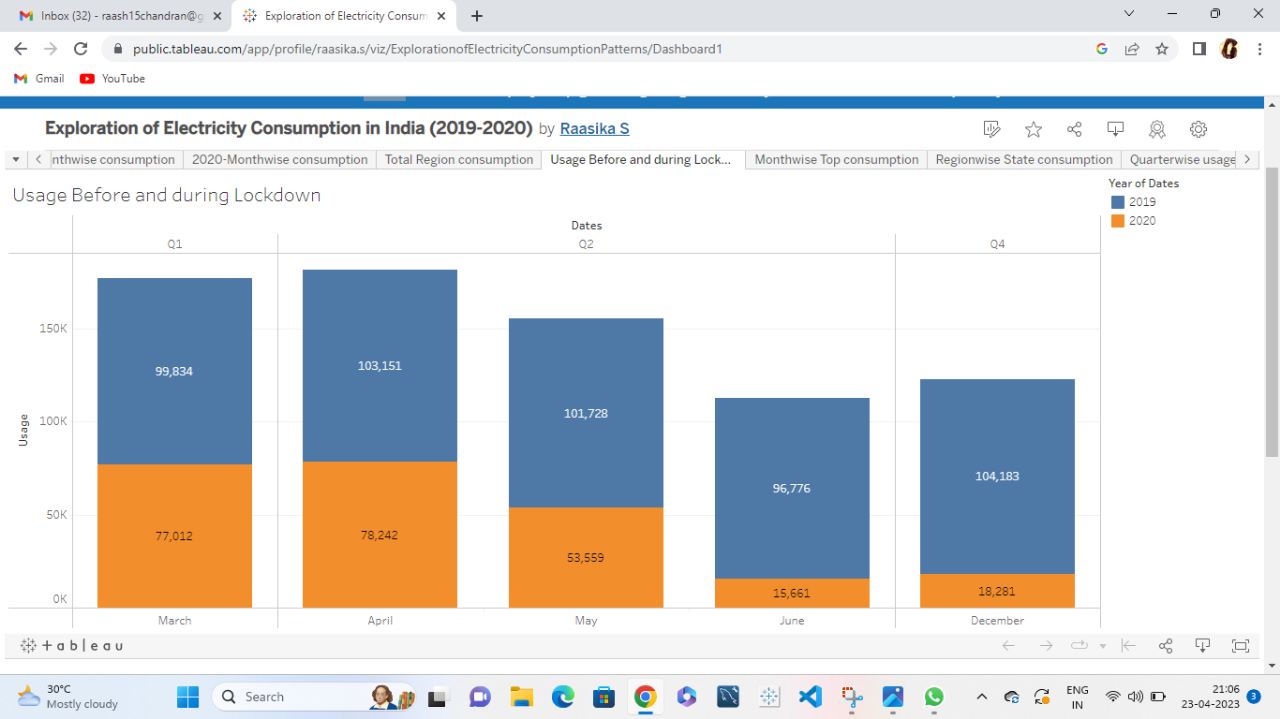 Inbox (32) - raash15chandran@g
Exploration of Electricity Consum
public.tableau.com/app/profile/raasika.s/viz/ExplorationofElectricityConsumptionPatterns/Dashboard1
Gmail YouTube
Exploration of Electricity Consumption in India (2019-2020) by Raasika S
nthwise consumption 2020-Monthwise consumption Total Region consumption Usage Before and during Lock... Monthwise Top consumption Regionwise State consumption Quarterwise usage
Usage Before and during Lockdown
Year of Dates
2019
2020
Dates
Q1 Q2 Q4
Usage
150K
100K
50K
0K
99,834 103,151 101,728 96,776 104,183
77,012 78,242 53,559 15,661 18,281
March April May June December
+ a b l e a u
30°C
Mostly cloudy
Search
ENG
IN
21:06
23-04-2023
3